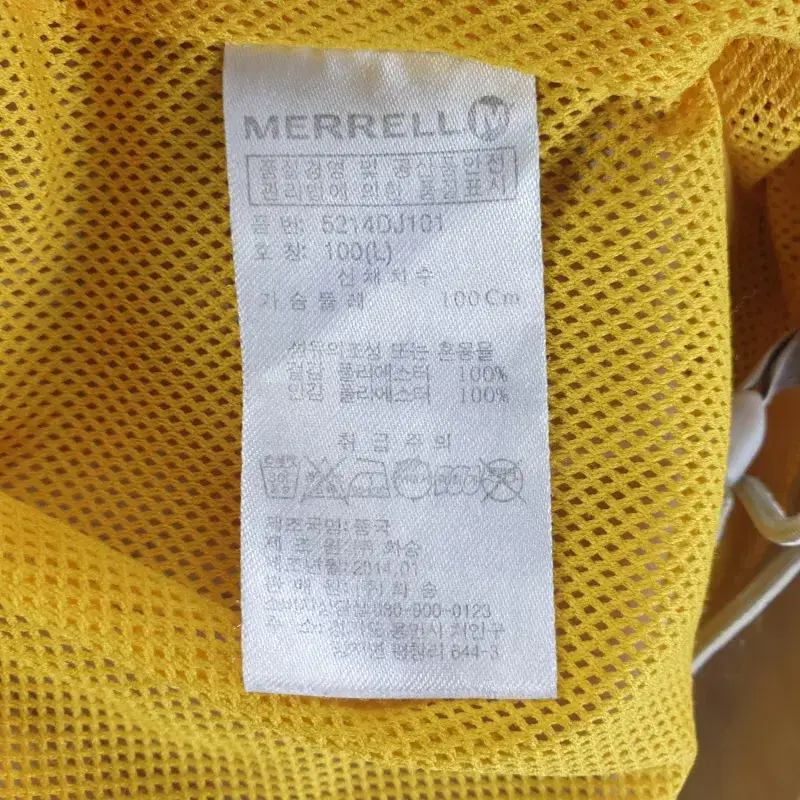 MERRELL
품질경영 및 공산품안전
관리법에 의한 품질표시
품 번: 5214DJ101
호 칭: 100(L)
신체치수
가슴둘레 100Cm
섬유의조성 또는 혼용율
겉감 폴리에스터 100%
안감 폴리에스터 100%
취급주의
제조국명: 중국
제 조 원: (주) 화승
제조년월: 2014.01
판 매 원: (주) 화 승
소비자상담실 080-000-0123
주 소: 경기도 용인시 처인구
평창리 644-3